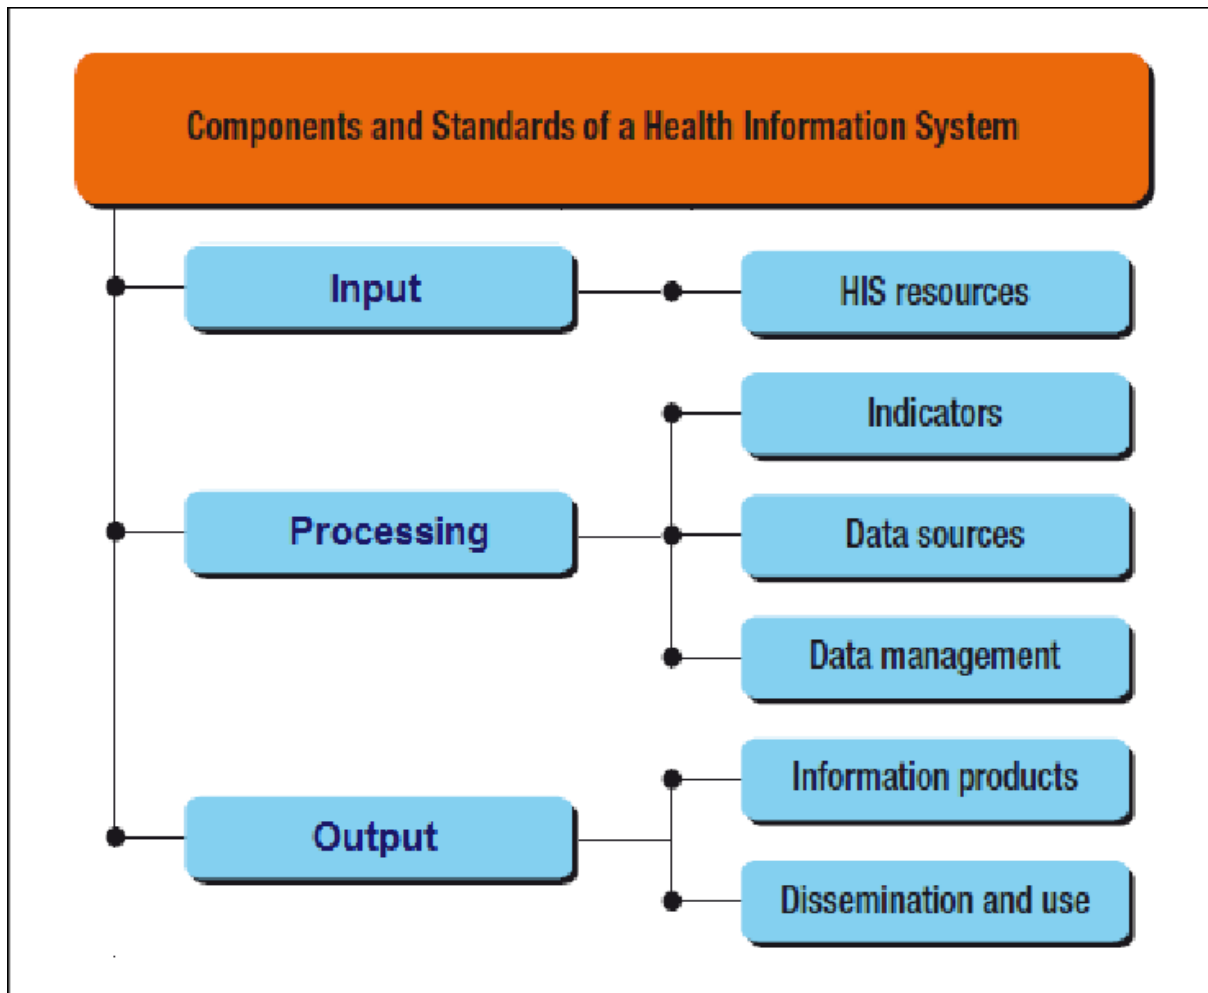 Components and Standards of a Health Information System
Input
HIS resources
Indicators
Processing
Data sources
Data management
Information products
Output
Dissemination and use